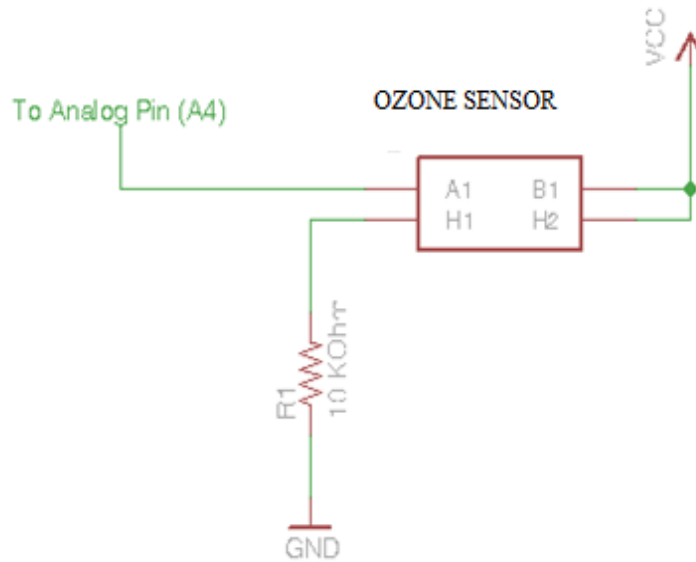 VCC
OZONE SENSOR
To Analog Pin (A4)
A1 B1
H1 H2
R1
10 KOhm
GND